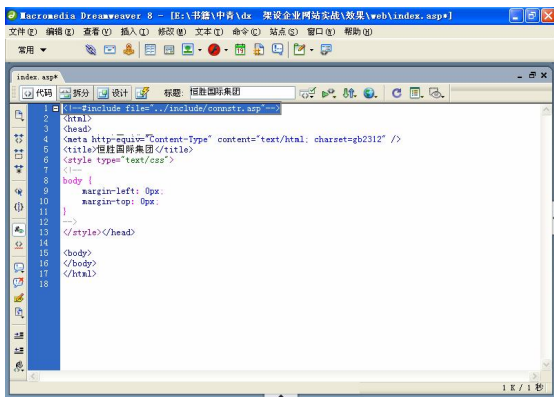 Macromedia Dreamweaver 8 - [E:\书籍\中青\dx 架设企业网站实战\效果\web\index.asp*]
文件(F) 编辑(E) 查看(V) 插入(I) 修改(M) 文本(T) 命令(C) 站点(S) 窗口(W) 帮助(H)
常用
index.asp*
代码 拆分 设计 标题: 恒胜国际集团
1 <!--#include file="../include/connstr.asp"-->
2 <html>
3 <head>
4 <meta http-equiv="Content-Type" content="text/html; charset=gb2312" />
5 <title>恒胜国际集团</title>
6 <style type="text/css">
7 <!--
8 body {
9 margin-left: 0px;
10 margin-top: 0px;
11 }
12 -->
13 </style></head>
14
15 <body>
16 </body>
17 </html>
18
1 K / 1 秒